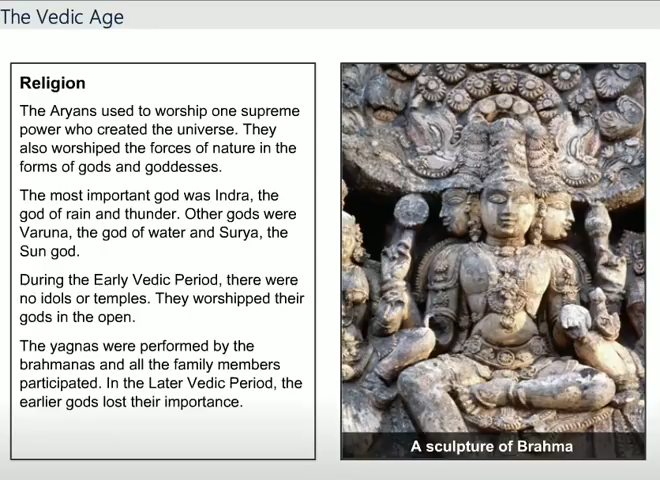 The Vedic Age
Religion
The Aryans used to worship one supreme
power who created the universe. They
also worshiped the forces of nature in the
forms of gods and goddesses.
The most important god was Indra, the
god of rain and thunder. Other gods were
Varuna, the god of water and Surya, the
Sun god.
During the Early Vedic Period, there were
no idols or temples. They worshipped their
gods in the open.
The yagnas were performed by the
brahmanas and all the family members
participated. In the Later Vedic Period, the
earlier gods lost their importance.
A sculpture of Brahma